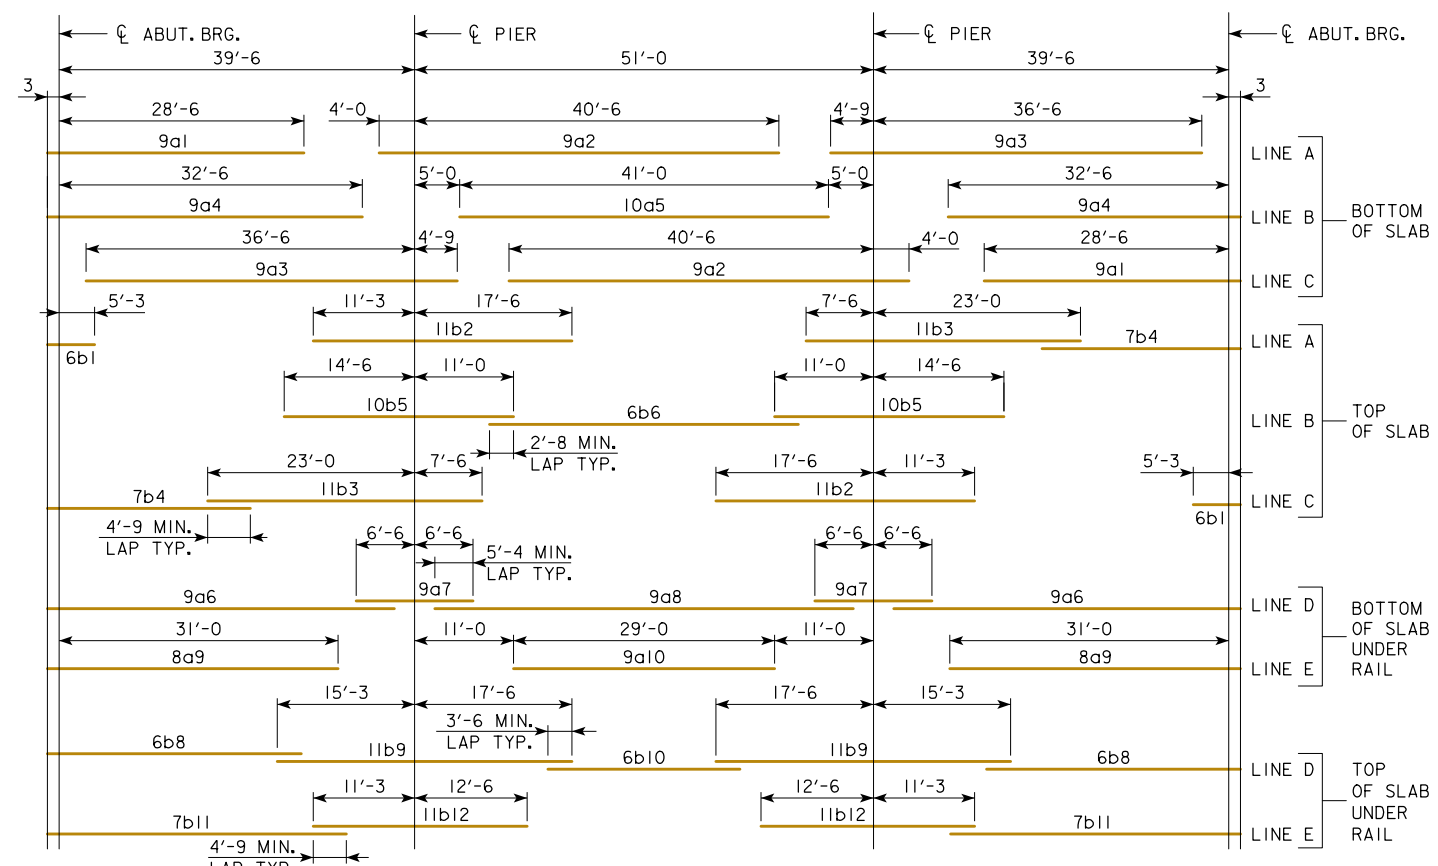 ℄ ABUT. BRG. ℄ PIER ℄ PIER ℄ ABUT. BRG.
39'-6 51'-0 39'-6
3 3
28'-6 4'-0 40'-6 4'-9 36'-6
9a1 9a2 9a3 LINE A
32'-6 5'-0 41'-0 5'-0 32'-6
9a4 10a5 9a4 LINE B
BOTTOM
OF SLAB
36'-6 4'-9 40'-6 4'-0 28'-6
9a3 9a2 9a1 LINE C
5'-3 11'-3 17'-6 7'-6 23'-0
6b1 11b2 11b3 7b4 LINE A
14'-6 11'-0 11'-0 14'-6
10b5 6b6 10b5 LINE B
TOP
OF SLAB
2'-8 MIN.
LAP TYP.
23'-0 7'-6 17'-6 11'-3 5'-3
7b4 11b3 11b2 6b1 LINE C
4'-9 MIN.
LAP TYP.
6'-6 6'-6 6'-6 6'-6
5'-4 MIN.
LAP TYP.
9a6 9a7 9a8 9a7 9a6 LINE D
BOTTOM
OF SLAB
UNDER
RAIL
31'-0 11'-0 29'-0 11'-0 31'-0
8a9 9a10 8a9 LINE E
15'-3 17'-6 17'-6 15'-3
3'-6 MIN.
LAP TYP.
6b8 11b9 6b10 11b9 6b8 LINE D
TOP
OF SLAB
UNDER
RAIL
11'-3 12'-6 12'-6 11'-3
7b11 11b12 11b12 7b11 LINE E
4'-9 MIN.
LAP TYP.